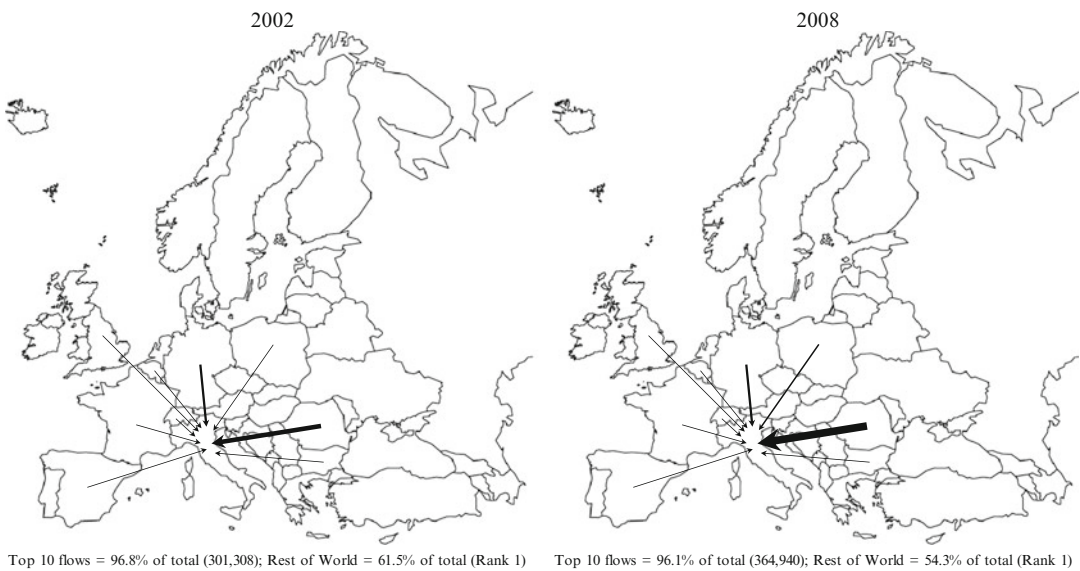 2002
2008
Top 10 flows = 96.8% of total (301,308); Rest of World = 61.5% of total (Rank 1)
Top 10 flows = 96.1% of total (364,940); Rest of World = 54.3% of total (Rank 1)